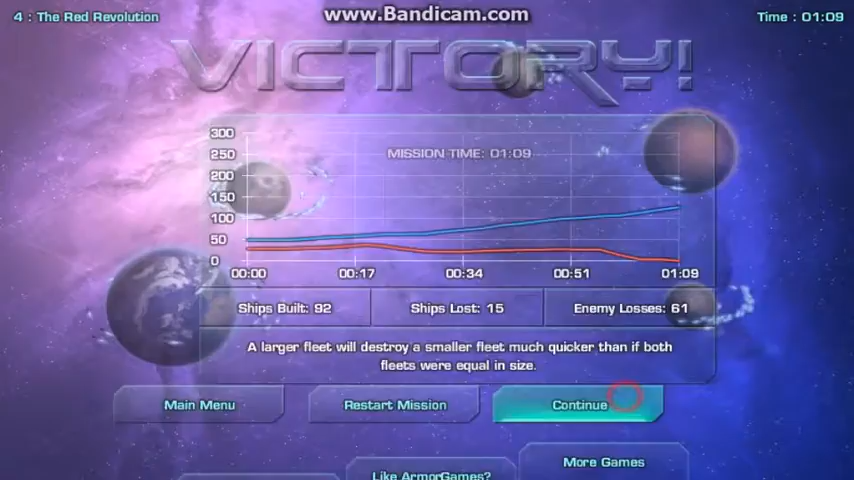 4 : The Red Revolution
www.Bandicam.com
Time : 01:09
VICTORY!
300
MISSION TIME: 01:09
250
200
150
100
50
0
00:00 00:17 00:34 00:51 01:09
Ships Built: 92 Ships Lost: 15 Enemy Losses: 61
A larger fleet will destroy a smaller fleet much quicker than if both
fleets were equal in size.
Main Menu Restart Mission Continue
Like ArmorGames? More Games